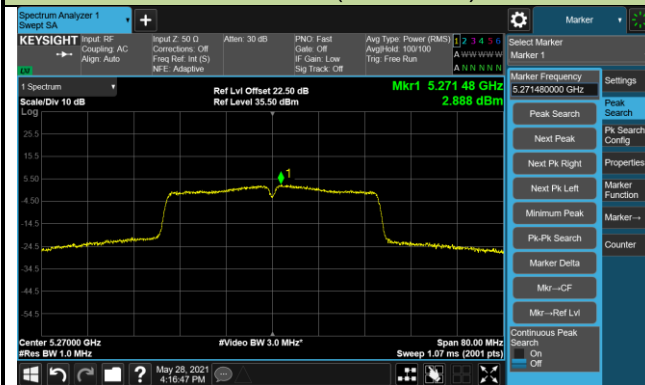 Spectrum Analyzer 1
Swept SA
+
Marker
KEYSIGHT
Input: RF
Coupling: AC
Align: Auto
Input Z: 50 Ω
Corrections: Off
Freq Ref: Int (S)
NFE: Adaptive
Atten: 30 dB
PNO: Fast
Gate: Off
IF Gain: Low
Sig Track: Off
Avg Type: Power (RMS)
Avg|Hold: 100/100
Trig: Free Run
1 2 3 4 5 6
A W W W W W
A N N N N N
LXI
Select Marker
Marker 1
1 Spectrum
Scale/Div 10 dB
Log
Ref Lvl Offset 22.50 dB
Ref Level 35.50 dBm
Mkr1 5.271 48 GHz
2.888 dBm
25.5
15.5
5.50
-4.50
-14.5
-24.5
-34.5
-44.5
-54.5
1
Center 5.27000 GHz
#Res BW 1.0 MHz
#Video BW 3.0 MHz*
Span 80.00 MHz
Sweep 1.07 ms (2001 pts)
Marker Frequency
5.271480000 GHz
Peak Search
Next Peak
Next Pk Right
Next Pk Left
Minimum Peak
Pk-Pk Search
Marker Delta
Mkr→CF
Mkr→Ref Lvl
Continuous Peak
Search
On
Off
Settings
Peak
Search
Pk Search
Config
Properties
Marker
Function
Marker→
Counter
?
May 28, 2021
4:16:47 PM